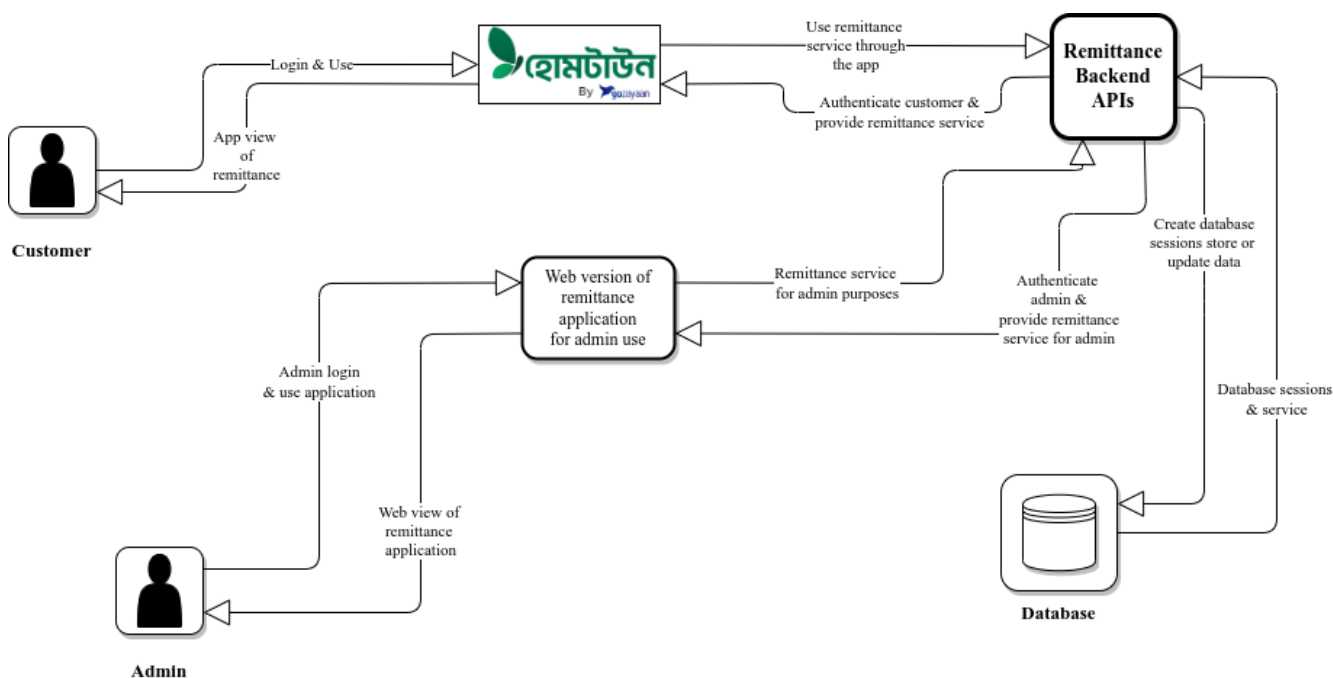 Use remittance
service through
the app
Remittance
Backend
APIs
হোমটাউন
By gozayaan
Login & Use
Authenticate customer &
provide remittance service
App view
of
remittance
Customer
Create database
sessions store or
update data
Web version of
remittance
application
for admin use
Remittance service
for admin purposes
Authenticate
admin &
provide remittance
service for admin
Admin login
& use application
Database sessions
& service
Web view of
remittance
application
Database
Admin